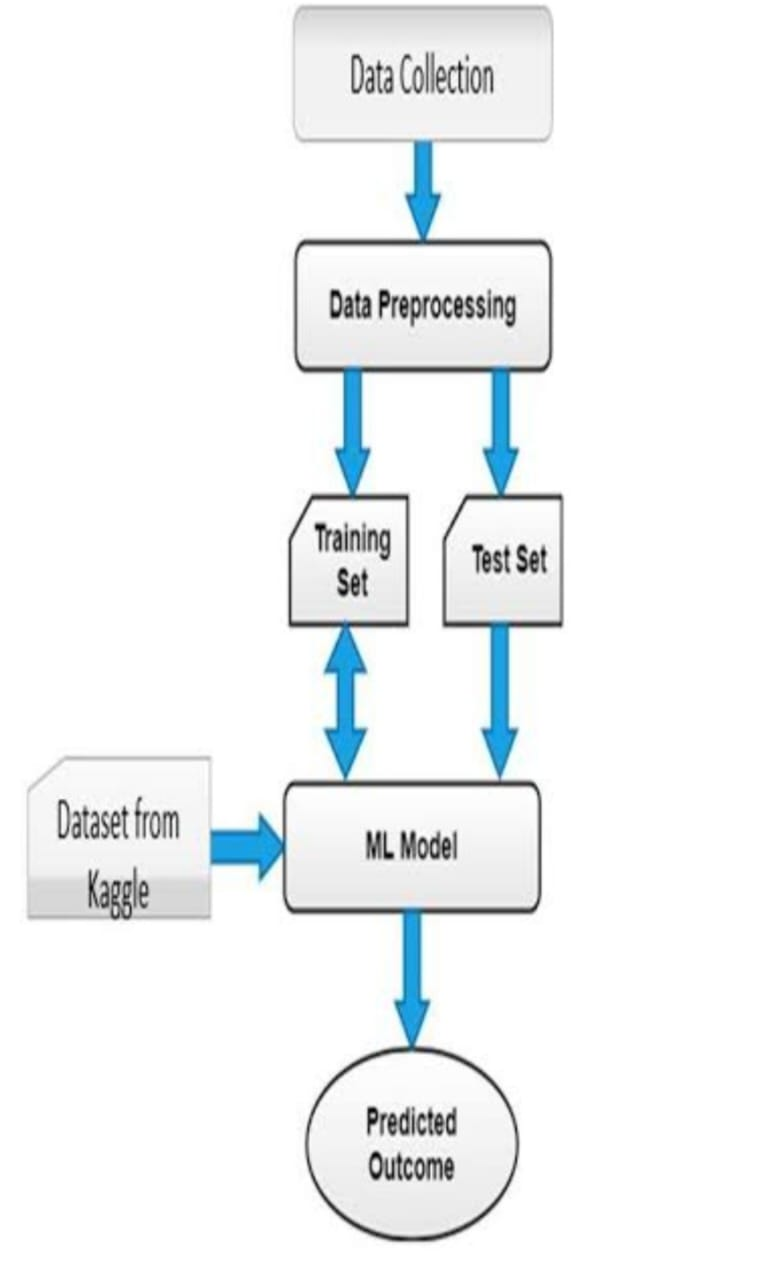 Data Collection
Data Preprocessing
Training
Set
Test Set
Dataset from
Kaggle
ML Model
Predicted
Outcome